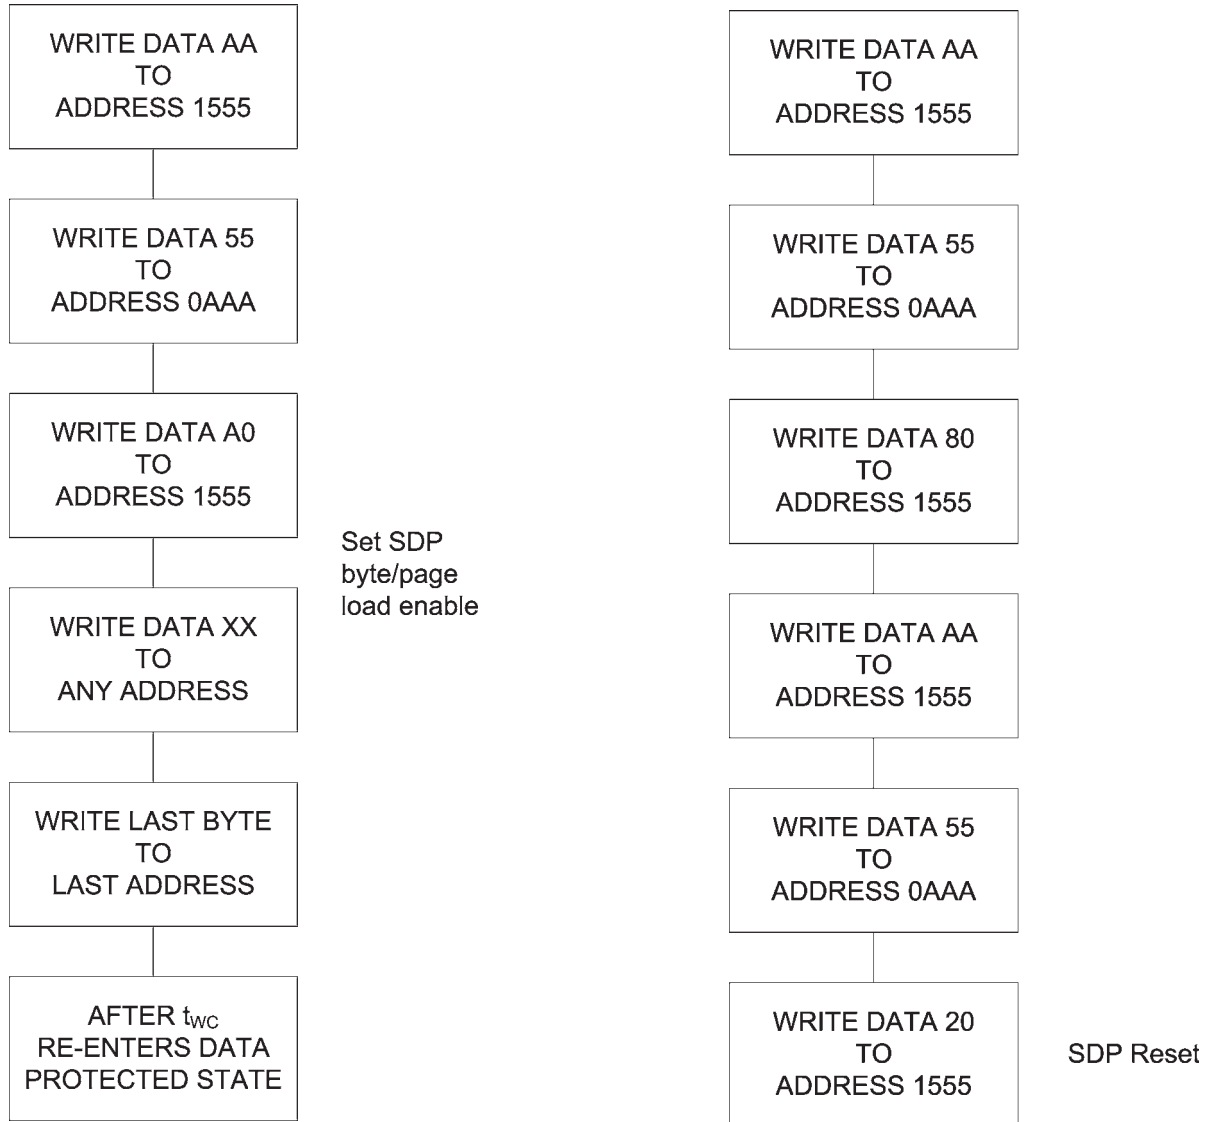 WRITE DATA AA
TO
ADDRESS 1555
WRITE DATA 55
TO
ADDRESS 0AAA
WRITE DATA A0
TO
ADDRESS 1555
WRITE DATA XX
TO
ANY ADDRESS
WRITE LAST BYTE
TO
LAST ADDRESS
AFTER tWC
RE-ENTERS DATA
PROTECTED STATE
Set SDP
byte/page
load enable
WRITE DATA AA
TO
ADDRESS 1555
WRITE DATA 55
TO
ADDRESS 0AAA
WRITE DATA 80
TO
ADDRESS 1555
WRITE DATA AA
TO
ADDRESS 1555
WRITE DATA 55
TO
ADDRESS 0AAA
WRITE DATA 20
TO
ADDRESS 1555
SDP Reset